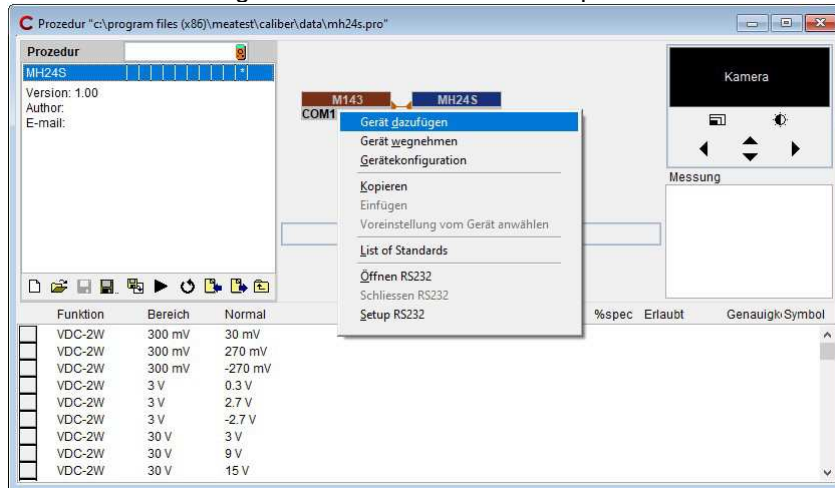 Prozedur "c:\program files (x86)\meatest\caliber\data\mh24s.pro"
Prozedur
MH24S
Version: 1.00
Author:
E-mail:
M143
MH24S
COM1
Gerät dazufügen
Gerät wegnehmen
Gerätekonfiguration
Kopieren
Einfügen
Voreinstellung vom Gerät anwählen
List of Standards
Öffnen RS232
Schliessen RS232
Setup RS232
Kamera
Messung
Funktion Bereich Normal %spec Erlaubt Genauigk Symbol
VDC-2W 300 mV 30 mV
VDC-2W 300 mV 270 mV
VDC-2W 300 mV -270 mV
VDC-2W 3 V 0.3 V
VDC-2W 3 V 2.7 V
VDC-2W 3 V -2.7 V
VDC-2W 30 V 3 V
VDC-2W 30 V 9 V
VDC-2W 30 V 15 V